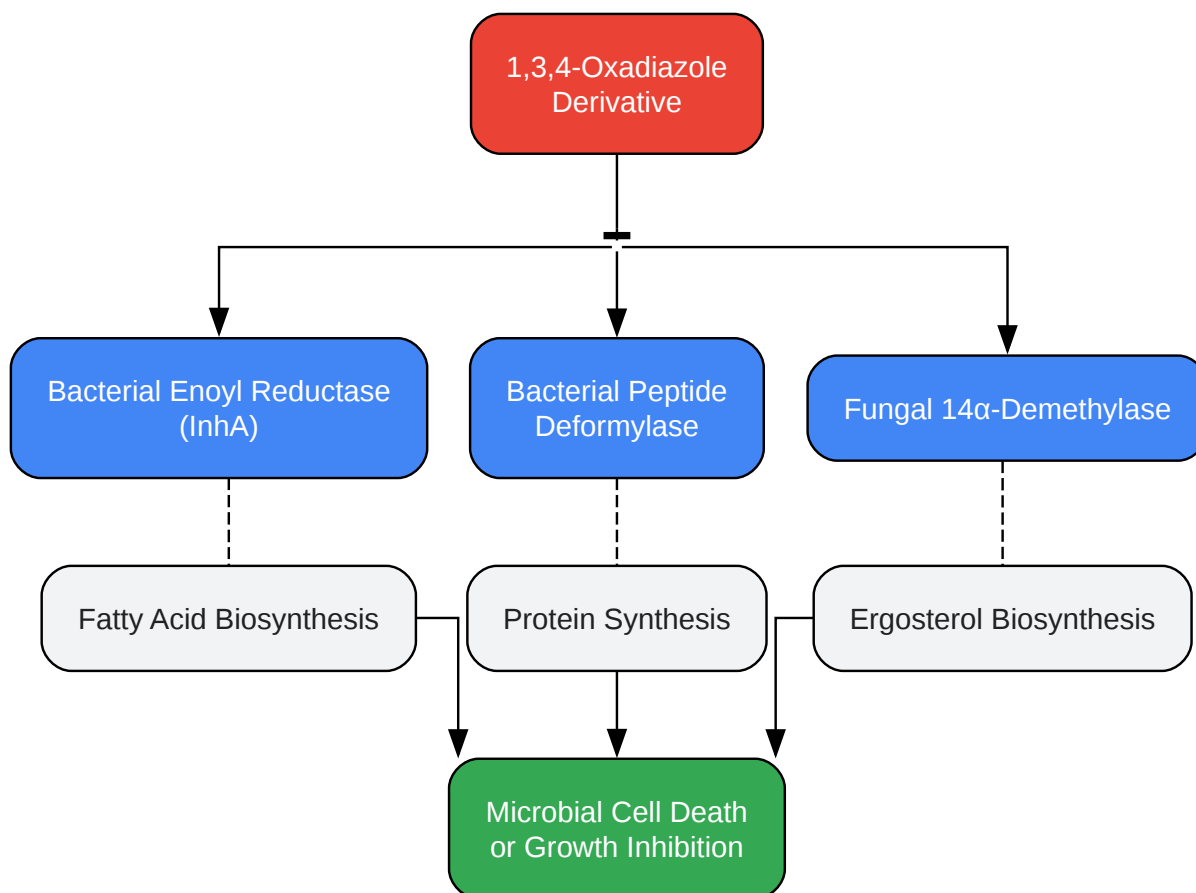 1,3,4-Oxadiazole
Derivative
Bacterial Enoyl Reductase
(InhA)
Bacterial Peptide
Deformylase
Fungal 14α-Demethylase
Fatty Acid Biosynthesis
Protein Synthesis
Ergosterol Biosynthesis
Microbial Cell Death
or Growth Inhibition